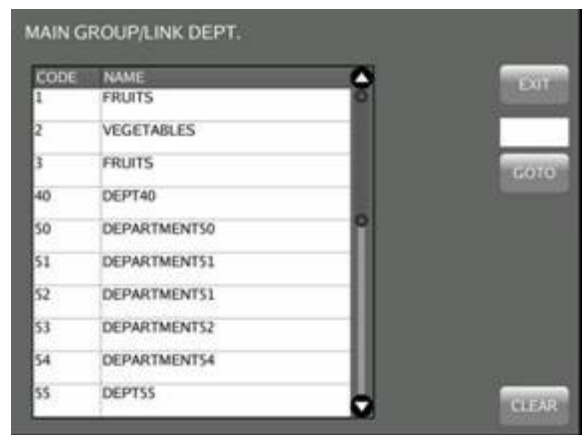 MAIN GROUP/LINK DEPT.
CODE NAME
EXIT
1 FRUITS
2 VEGETABLES
3 FRUITS
GOTO
40 DEPT40
50 DEPARTMENT50
51 DEPARTMENT51
52 DEPARTMENT51
53 DEPARTMENT52
54 DEPARTMENT54
55 DEPT55
CLEAR